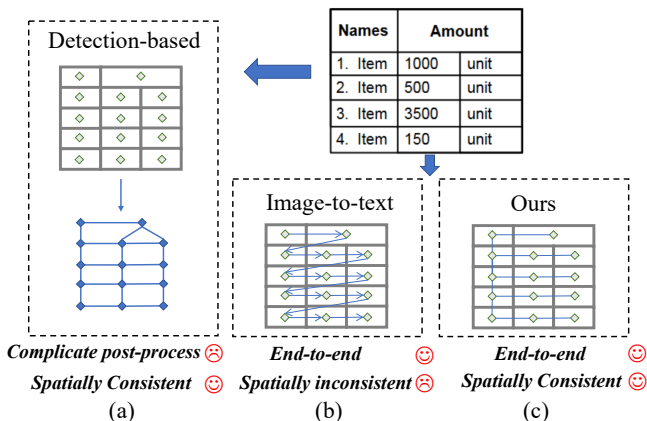 Detection-based
Names Amount
1. Item 1000 unit
2. Item 500 unit
3. Item 3500 unit
4. Item 150 unit
Image-to-text
Ours
Complicate post-process
Spatially Consistent
(a)
End-to-end
Spatially inconsistent
(b)
End-to-end
Spatially Consistent
(c)